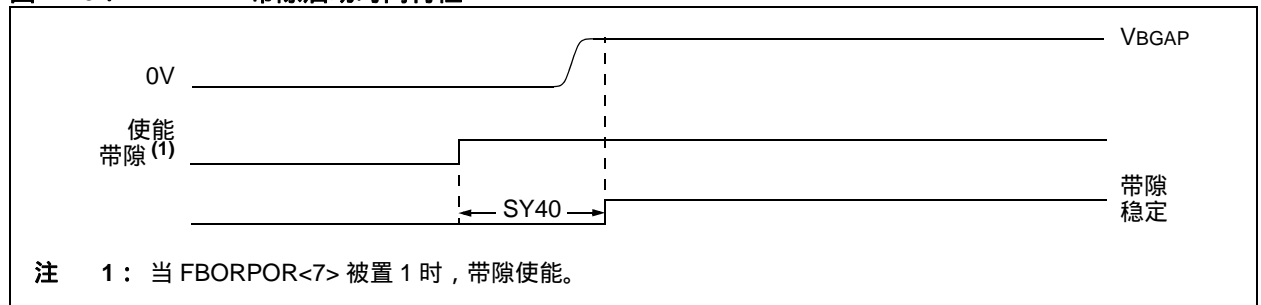 VBGAP
0V
使能
带隙 (1)
SY40
带隙
稳定
注 1： 当 FBORPOR<7> 被置 1 时，带隙使能。